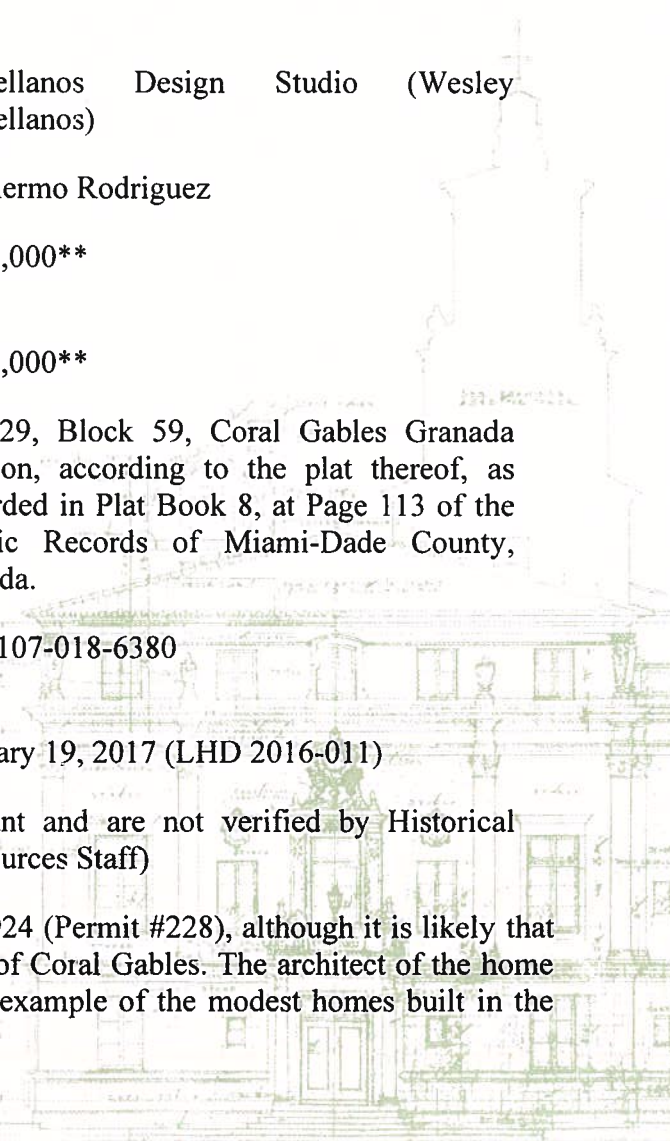 ellanos Design Studio (Wesley
ellanos)
ermo Rodriguez
,000**
,000**
29, Block 59, Coral Gables Granada
on, according to the plat thereof, as
rded in Plat Book 8, at Page 113 of the
ic Records of Miami-Dade County,
da.
107-018-6380
ary 19, 2017 (LHD 2016-011)
nt and are not verified by Historical
urces Staff)
24 (Permit #228), although it is likely that
of Coral Gables. The architect of the home
example of the modest homes built in the